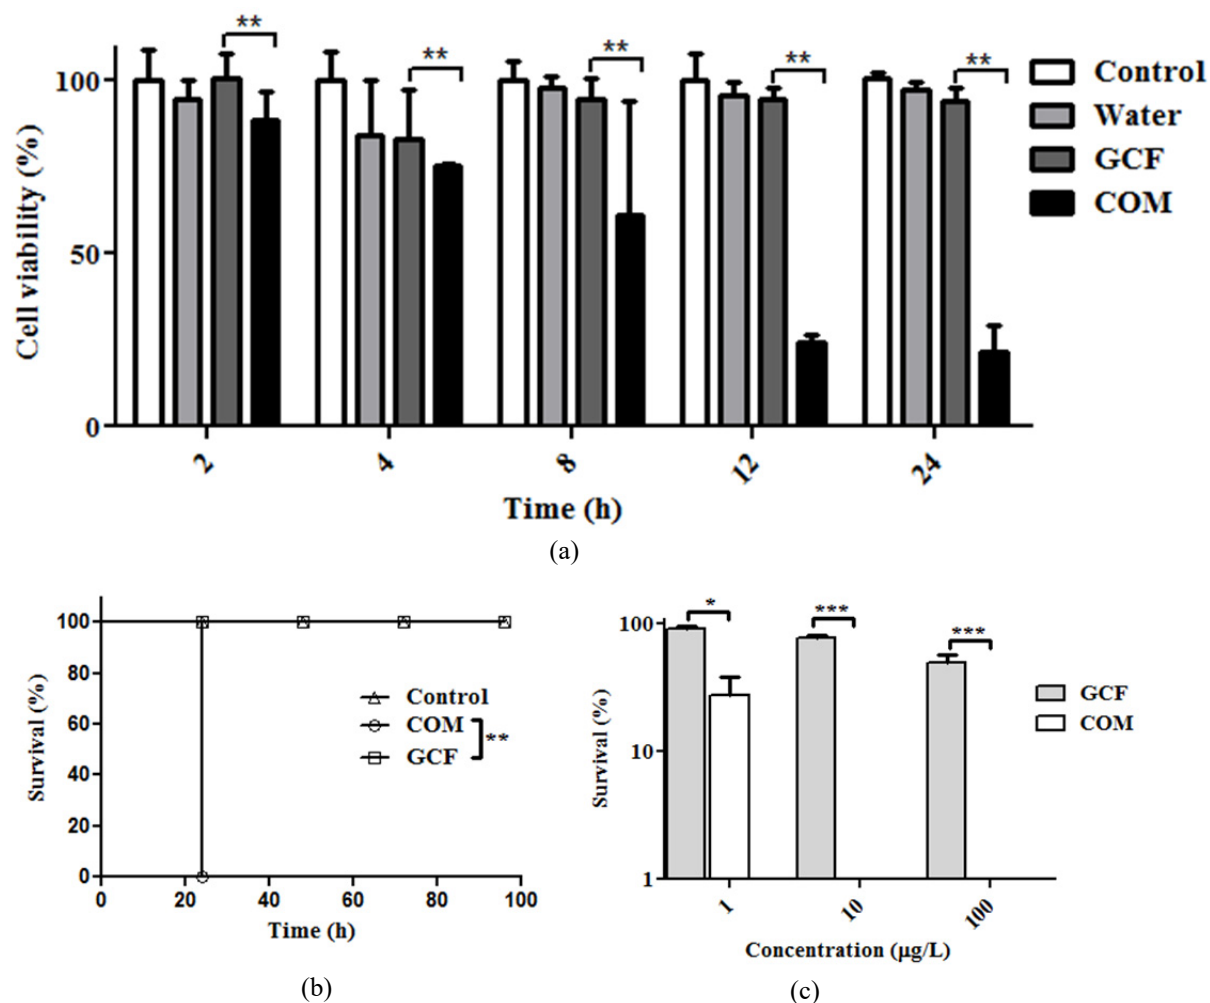 **
**
**
**
**
100
50
0
Cell viability (%)
2
4
8
12
24
Time (h)
Control
Water
GCF
COM
(a)
100
80
60
40
20
0
Survival (%)
0
20
40
60
80
100
Time (h)
Control
COM
GCF
**
(b)
*
***
***
100
10
1
Survival (%)
1
10
100
Concentration (μg/L)
GCF
COM
(c)